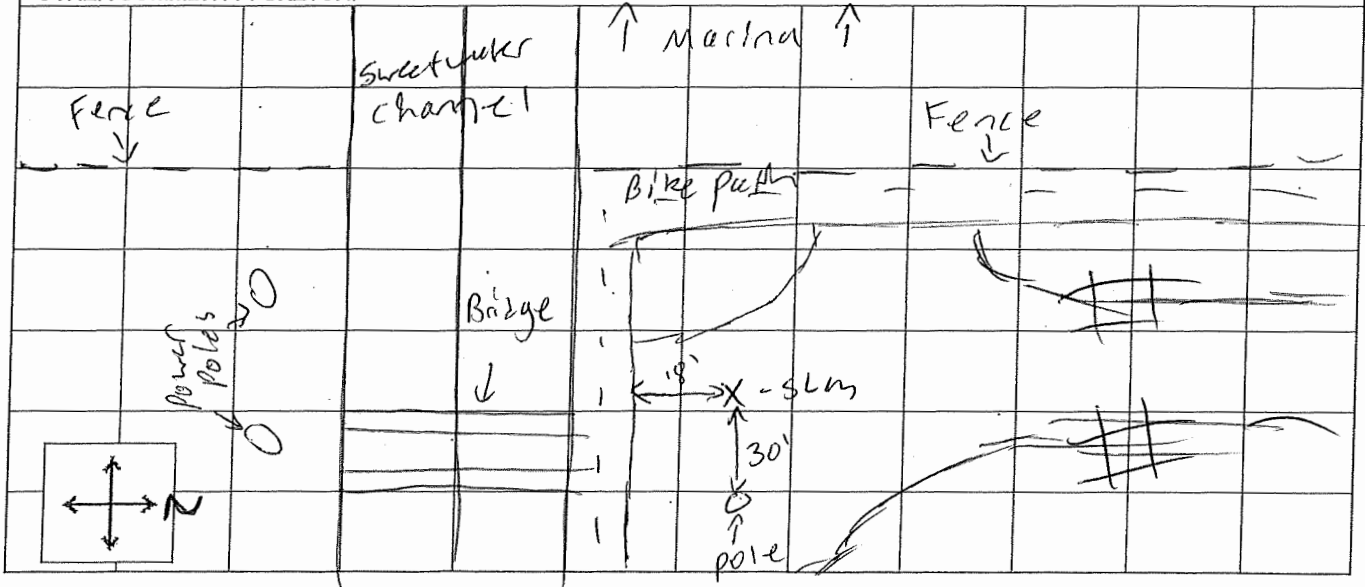 Marina
Sweetwater
channel
Fence
Fence
Bike path
Bridge
Power
Poles
18'
X - SLM
30'
pole
N